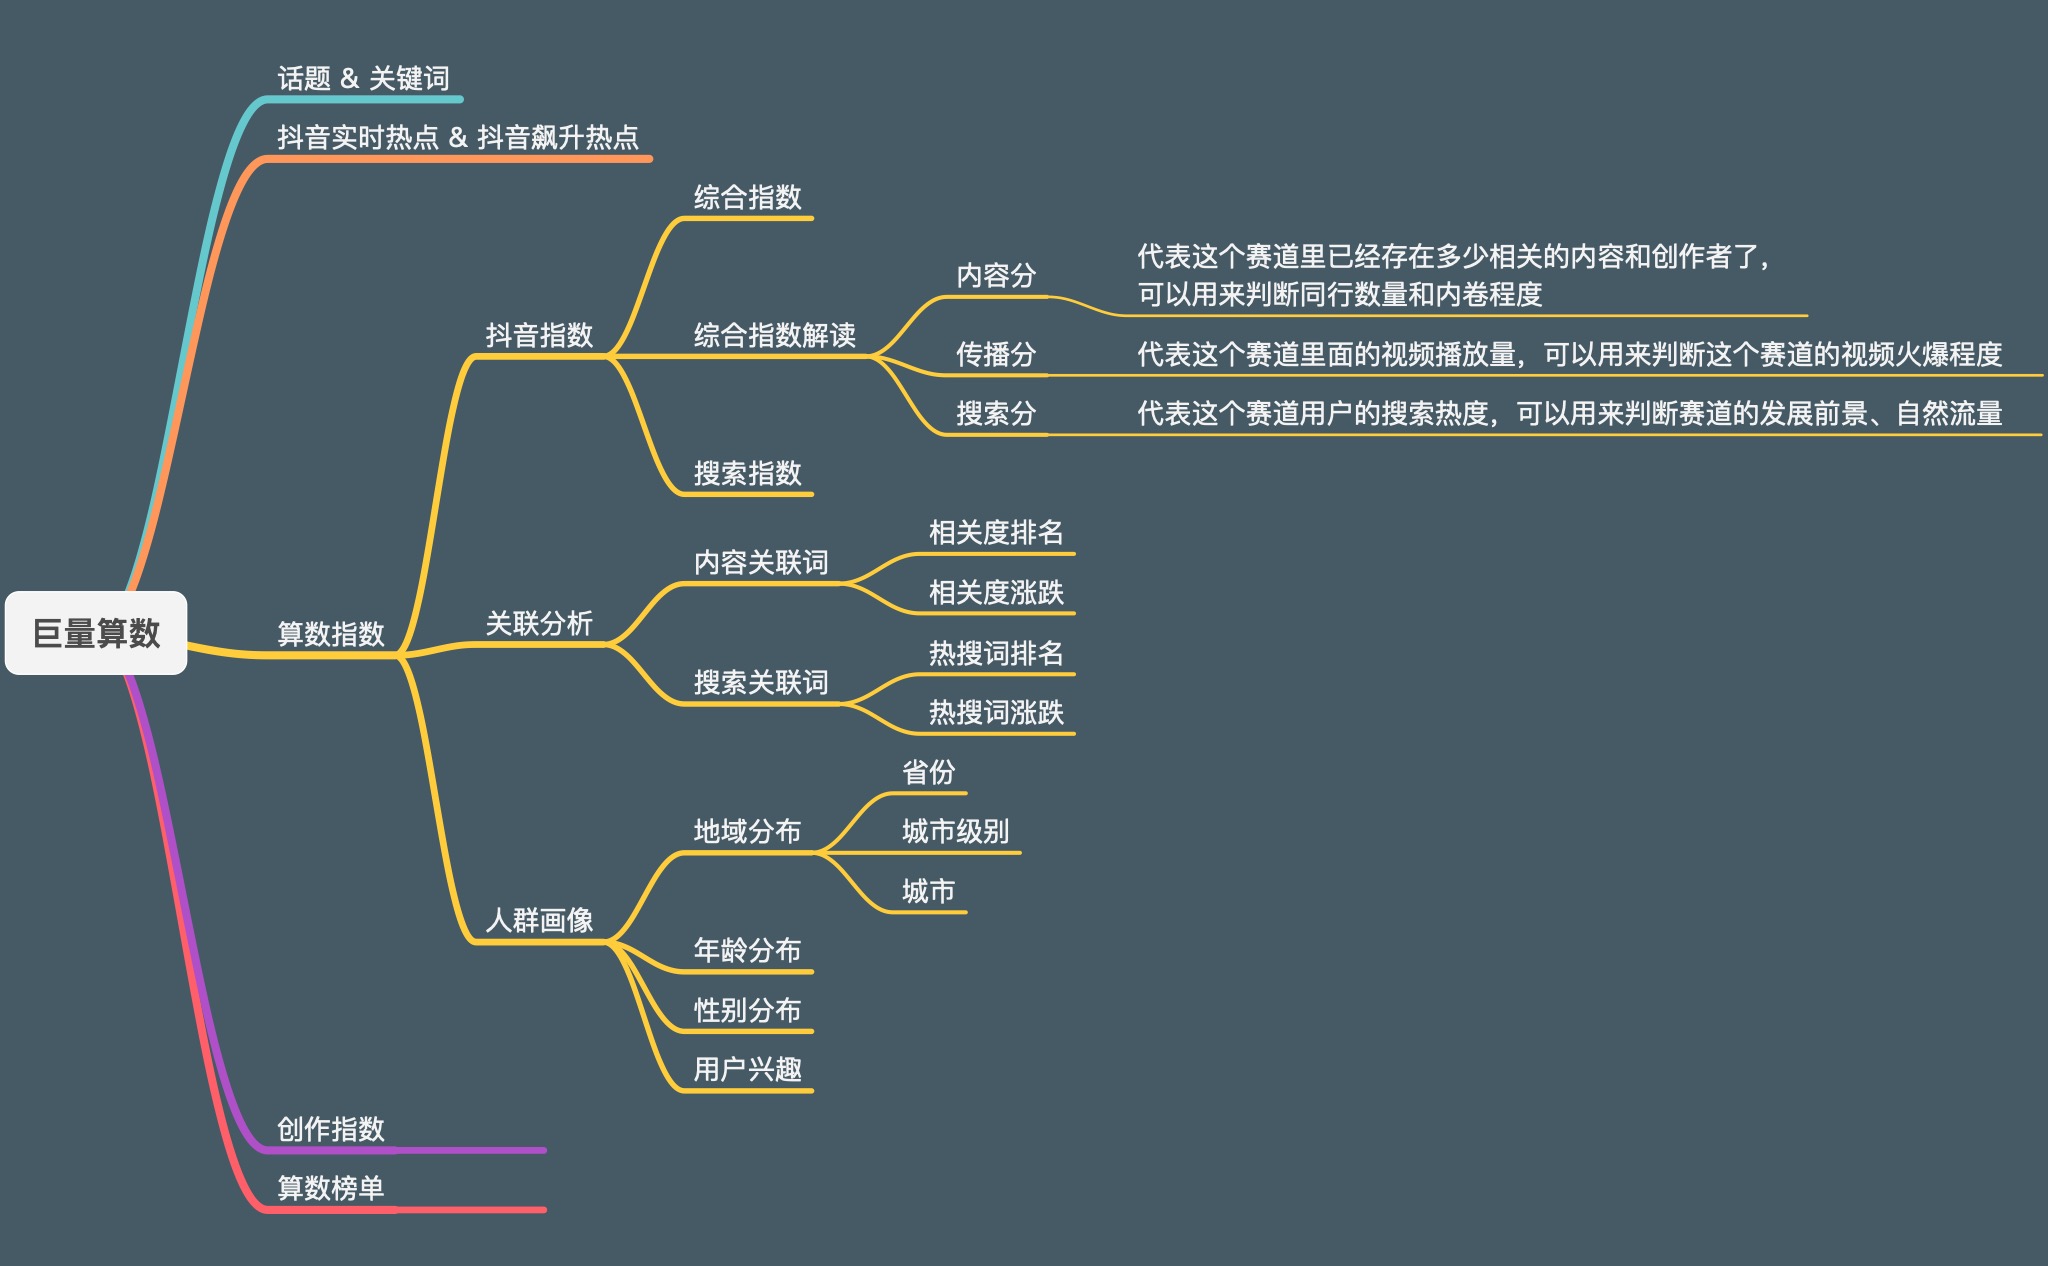 话题 & 关键词
抖音实时热点 & 抖音飙升热点
综合指数
代表这个赛道里已经存在多少相关的内容和创作者了，
可以用来判断同行数量和内卷程度
内容分
抖音指数
综合指数解读
传播分
代表这个赛道里面的视频播放量，可以用来判断这个赛道的视频火爆程度
搜索分
代表这个赛道用户的搜索热度，可以用来判断赛道的发展前景、自然流量
搜索指数
相关度排名
内容关联词
相关度涨跌
巨量算数
算数指数
关联分析
热搜词排名
搜索关联词
热搜词涨跌
省份
地域分布
城市级别
城市
人群画像
年龄分布
性别分布
用户兴趣
创作指数
算数榜单